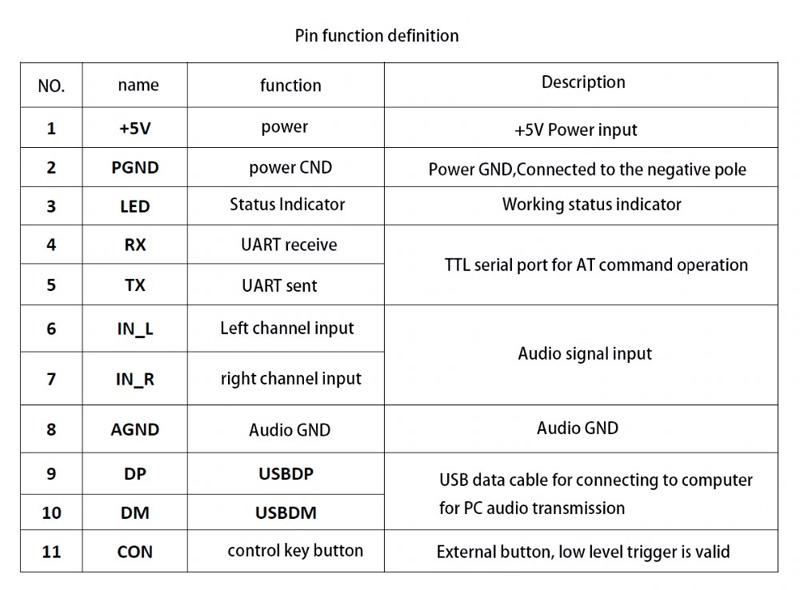 Pin function definition
NO. name function Description
1 +5V power +5V Power input
2 PGND power CND Power GND,Connected to the negative pole
3 LED Status Indicator Working status indicator
4 RX UART receive
TTL serial port for AT command operation
5 TX UART sent
6 IN_L Left channel input
Audio signal input
7 IN_R right channel input
8 AGND Audio GND Audio GND
9 DP USBDP USB data cable for connecting to computer
10 DM USBDM for PC audio transmission
11 CON control key button External button, low level trigger is valid